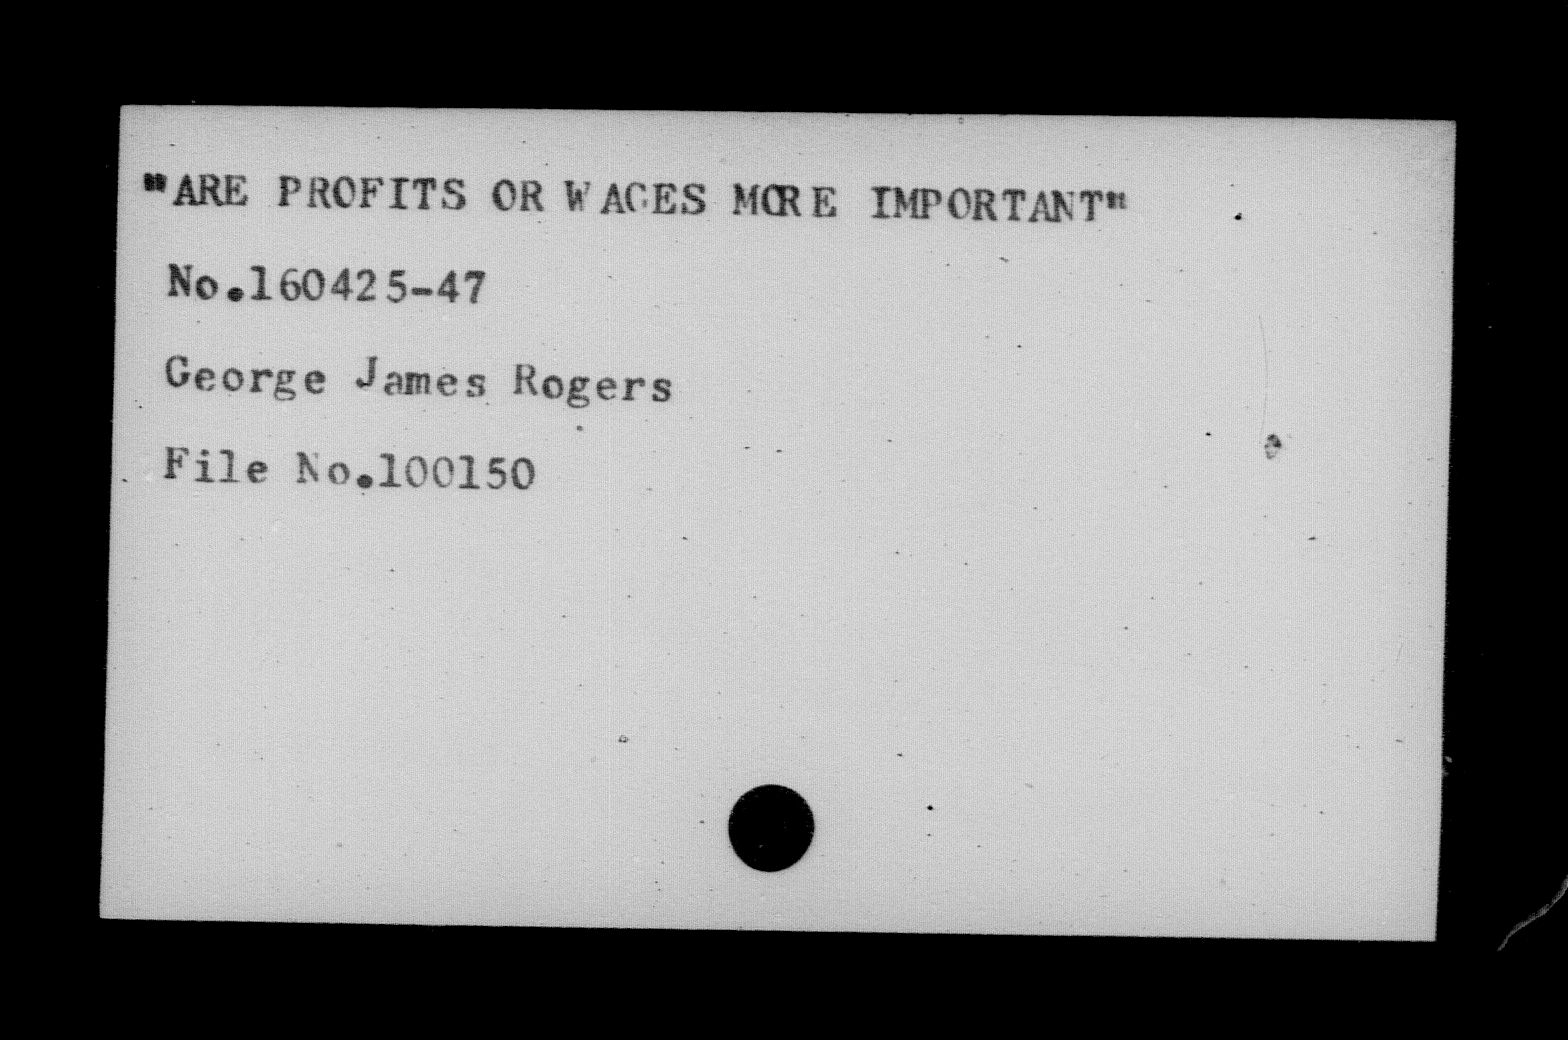 "ARE PROFITS OR WAGES MORE IMPORTANT"
No.160425-47
George James Rogers
File No.100150